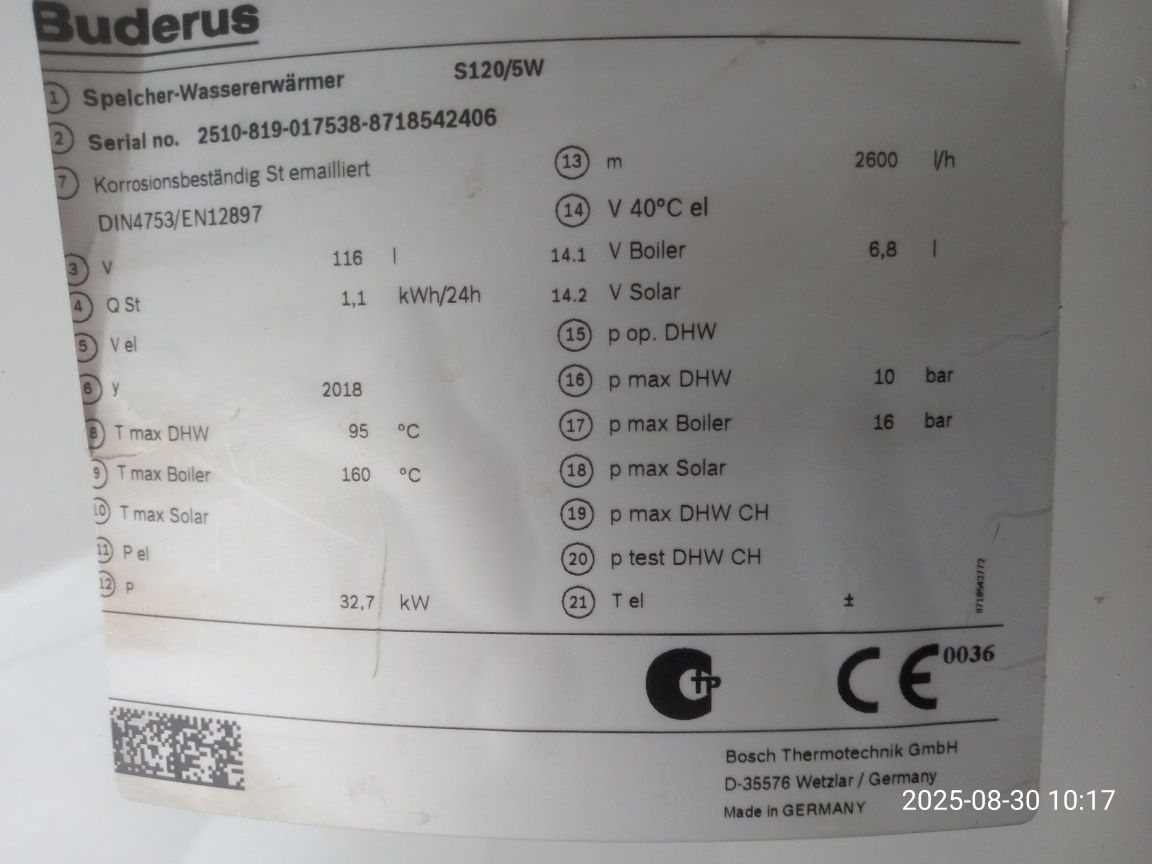 Buderus
1 Speicher-Wassererwärmer S120/5W
2 Serial no. 2510-819-017538-8718542406
7 Korrosionsbeständig St emailliert
DIN4753/EN12897
3 V 116 l
4 Q St 1,1 kWh/24h
5 V el
6 y 2018
8 T max DHW 95 °C
9 T max Boiler 160 °C
10 T max Solar
11 P el
12 P 32,7 kW
13 m 2600 l/h
14 V 40°C el
14.1 V Boiler 6,8 l
14.2 V Solar
15 p op. DHW
16 p max DHW 10 bar
17 p max Boiler 16 bar
18 p max Solar
19 p max DHW CH
20 p test DHW CH
21 T el ±
8718542772
CE 0036
Bosch Thermotechnik GmbH
D-35576 Wetzlar / Germany
Made in GERMANY
2025-08-30 10:17